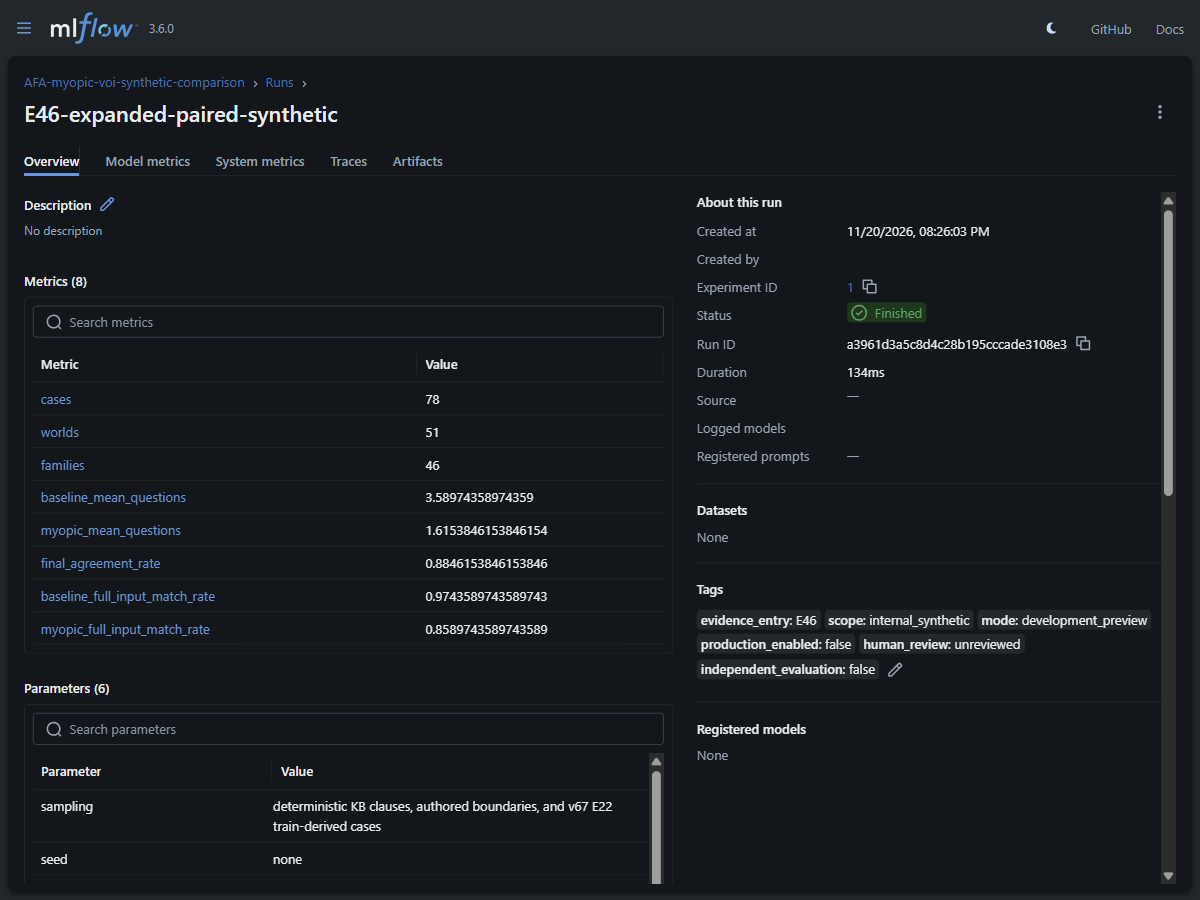 mlflow 3.6.0 GitHub Docs
AFA-myopic-voi-synthetic-comparison > Runs >
E46-expanded-paired-synthetic
Overview Model metrics System metrics Traces Artifacts
Description
No description
Metrics (8)
Search metrics
Metric Value
cases 78
worlds 51
families 46
baseline_mean_questions 3.58974358974359
myopic_mean_questions 1.6153846153846154
final_agreement_rate 0.8846153846153846
baseline_full_input_match_rate 0.9743589743589743
myopic_full_input_match_rate 0.8589743589743589
Parameters (6)
Search parameters
Parameter Value
sampling deterministic KB clauses, authored boundaries, and v67 E22
train-derived cases
seed none
About this run
Created at 11/20/2026, 08:26:03 PM
Created by
Experiment ID 1
Status Finished
Run ID a3961d3a5c8d4c28b195cccade3108e3
Duration 134ms
Source —
Logged models
Registered prompts —
Datasets
None
Tags
evidence_entry: E46 scope: internal_synthetic mode: development_preview
production_enabled: false human_review: unreviewed
independent_evaluation: false
Registered models
None